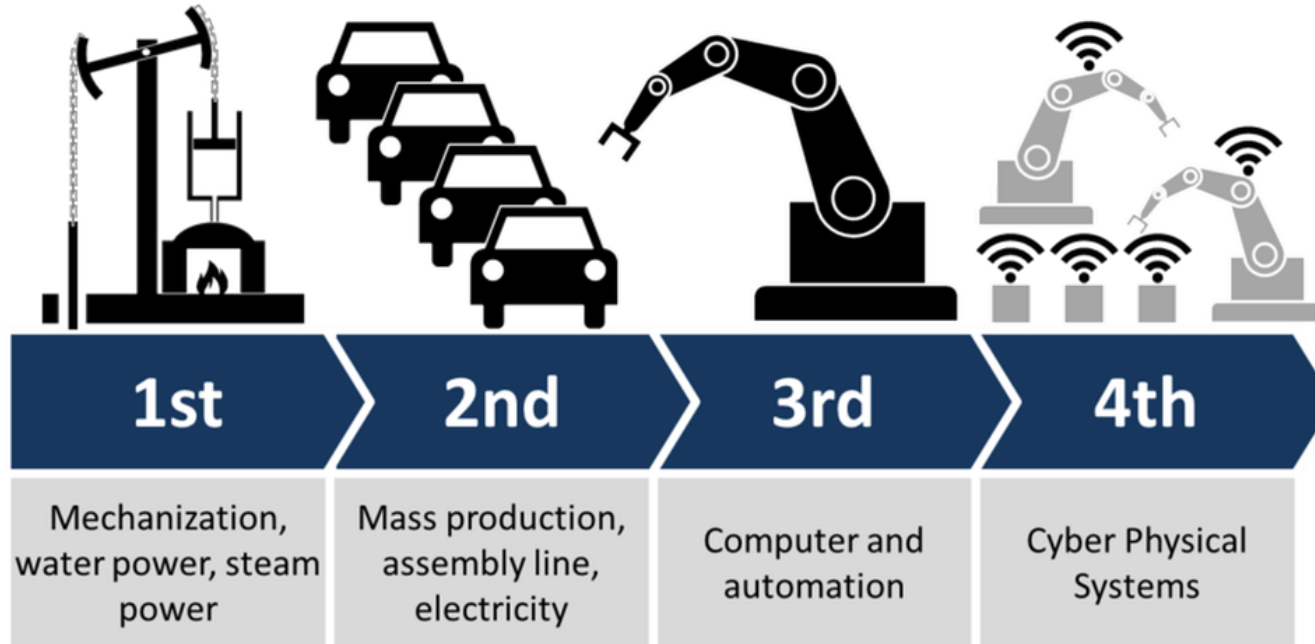 1st
2nd
3rd
4th
Mechanization,
water power, steam
power
Mass production,
assembly line,
electricity
Computer and
automation
Cyber Physical
Systems